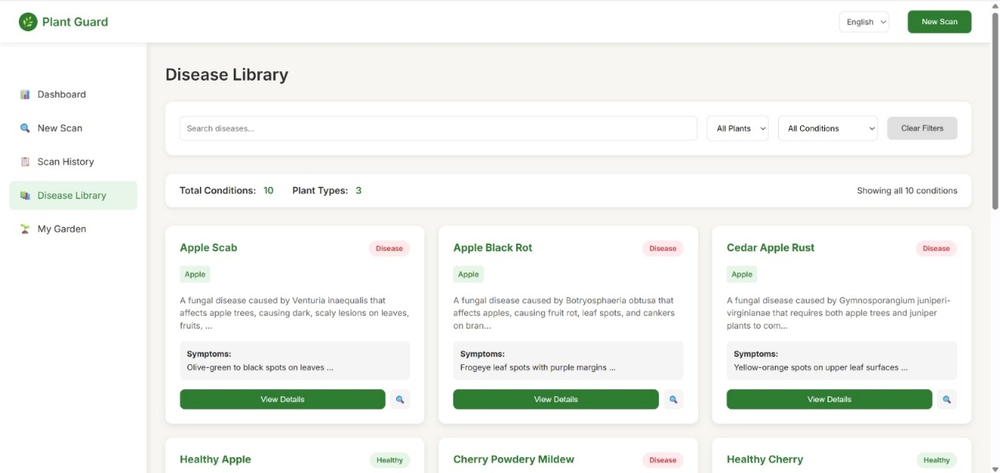 Plant Guard
English
New Scan
Dashboard
New Scan
Scan History
Disease Library
My Garden
Disease Library
Search diseases...
All Plants
All Conditions
Clear Filters
Total Conditions: 10 Plant Types: 3
Showing all 10 conditions
Apple Scab
Disease
Apple
A fungal disease caused by Venturia inaequalis that
affects apple trees, causing dark, scaly lesions on leaves,
fruits, ...
Symptoms:
Olive-green to black spots on leaves ...
View Details
Apple Black Rot
Disease
Apple
A fungal disease caused by Botryosphaeria obtusa that
affects apples, causing fruit rot, leaf spots, and cankers
on bran...
Symptoms:
Frogeye leaf spots with purple margins ...
View Details
Cedar Apple Rust
Disease
Apple
A fungal disease caused by Gymnosporangium juniperi-
virginianae that requires both apple trees and juniper
plants to com...
Symptoms:
Yellow-orange spots on upper leaf surfaces ...
View Details
Healthy Apple
Healthy
Cherry Powdery Mildew
Disease
Healthy Cherry
Healthy